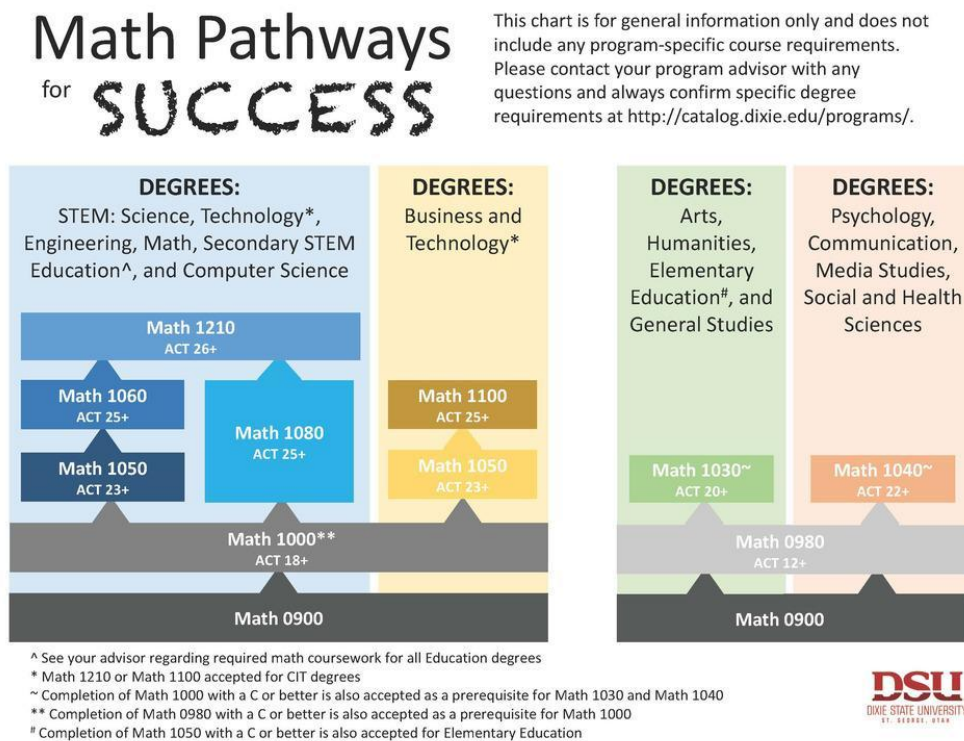 Math Pathways
for SUCCESS
This chart is for general information only and does not
include any program-specific course requirements.
Please contact your program advisor with any
questions and always confirm specific degree
requirements at http://catalog.dixie.edu/programs/.
DEGREES:
STEM: Science, Technology*,
Engineering, Math, Secondary STEM
Education^, and Computer Science
Math 1210
ACT 26+
Math 1060
ACT 25+
Math 1050
ACT 23+
Math 1080
ACT 25+
DEGREES:
Business and
Technology*
Math 1100
ACT 25+
Math 1050
ACT 23+
Math 1000**
ACT 18+
Math 0900
DEGREES:
Arts,
Humanities,
Elementary
Education#, and
General Studies
Math 1030~
ACT 20+
DEGREES:
Psychology,
Communication,
Media Studies,
Social and Health
Sciences
Math 1040~
ACT 22+
Math 0980
ACT 12+
Math 0900
^ See your advisor regarding required math coursework for all Education degrees
* Math 1210 or Math 1100 accepted for CIT degrees
~ Completion of Math 1000 with a C or better is also accepted as a prerequisite for Math 1030 and Math 1040
** Completion of Math 0980 with a C or better is also accepted as a prerequisite for Math 1000
# Completion of Math 1050 with a C or better is also accepted for Elementary Education
DSU
DIXIE STATE UNIVERSITY
ST. GEORGE, UTAH